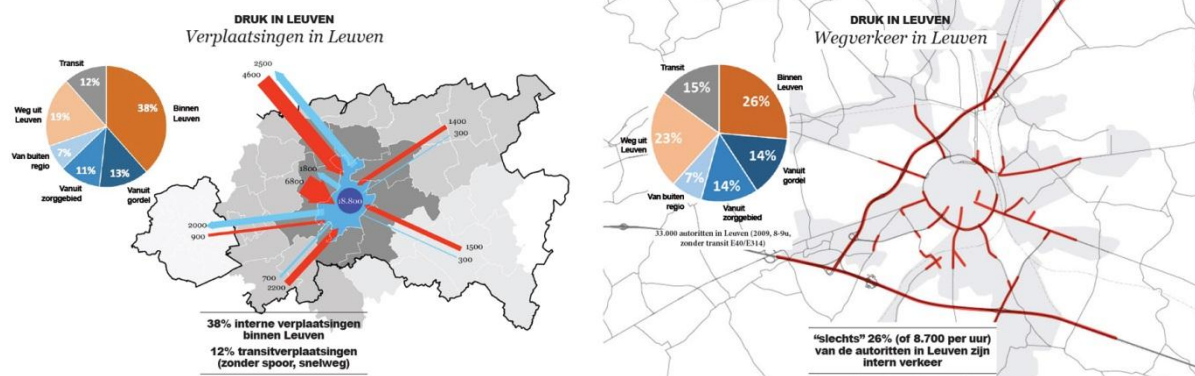 DRUK IN LEUVEN
Verplaatsingen in Leuven
Transit
12%
38%
Binnen
Leuven
Weg uit
Leuven
19%
Van buiten
regio
7%
11%
13%
Vanuit
zorggebied
Vanuit
gordel
2500
4600
1400
300
1800
6800
18.800
2000
900
1500
300
700
2200
38% interne verplaatsingen
binnen Leuven
12% transitverplaatsingen
(zonder spoor, snelweg)
DRUK IN LEUVEN
Wegverkeer in Leuven
Transit
15%
26%
Binnen
Leuven
Weg uit
Leuven
23%
14%
Vanuit
gordel
Van buiten
regio
7%
14%
Vanuit
zorggebied
33.000 autoritten in Leuven (2009, 8-9u,
zonder transit E40/E314)
“slechts” 26% (of 8.700 per uur)
van de autoritten in Leuven zijn
intern verkeer